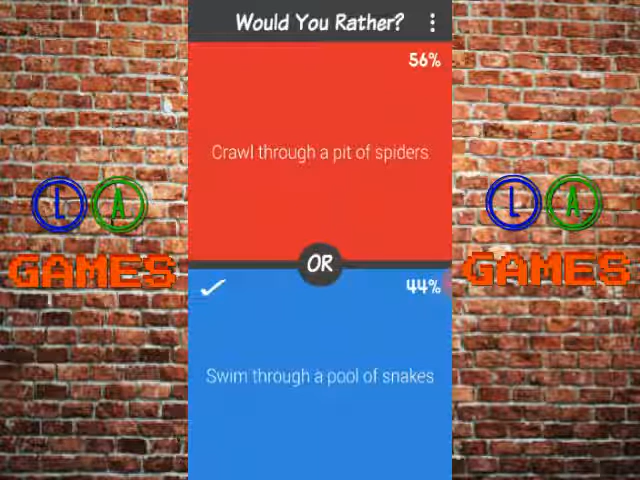 Would You Rather?
56%
Crawl through a pit of spiders
L A
GAMES
L A
GAMES
OR
44%
Swim through a pool of snakes